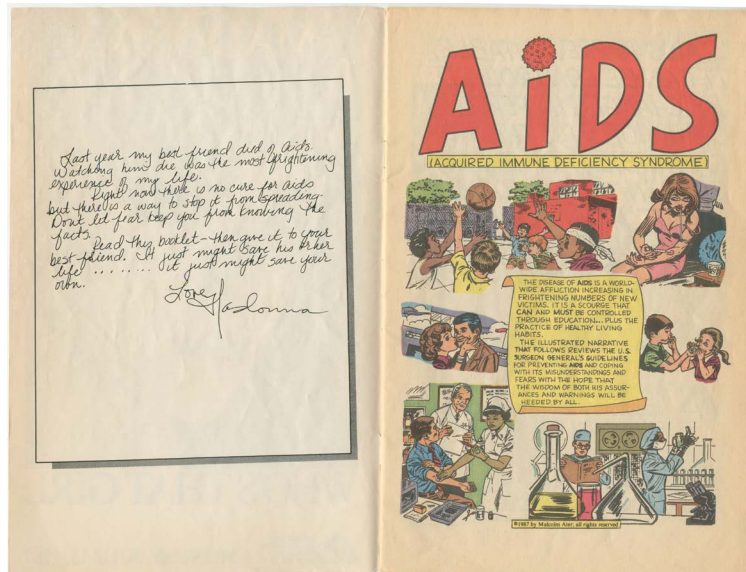 Last year my best friend died of Aids.
Watching him die was the most frightening
experience of my life.
Right now there is no cure for aids
but there is a way to stop it from spreading.
Dont let fear keep you from knowing the
facts.
Read this booklet - then give it to your
best friend. It just might save his or her
life ........ it just might save your
own.
Love Madonna
AiDS
(ACQUIRED IMMUNE DEFICIENCY SYNDROME)
THE DISEASE OF AIDS IS A WORLD-
WIDE AFFLICTION INCREASING IN
FRIGHTENING NUMBERS OF NEW
VICTIMS. IT IS A SCOURGE THAT
CAN AND MUST BE CONTROLLED
THROUGH EDUCATION... PLUS THE
PRACTICE OF HEALTHY LIVING
HABITS.
THE ILLUSTRATED NARRATIVE
THAT FOLLOWS REVIEWS THE U.S.
SURGEON GENERAL'S GUIDELINES
FOR PREVENTING AIDS AND COPING
WITH ITS MISUNDERSTANDINGS AND
FEARS WITH THE HOPE THAT
THE WISDOM OF BOTH HIS ASSUR-
ANCES AND WARNINGS WILL BE
HEEDED BY ALL.
©1987 by Malcolm Ater, all rights reserved